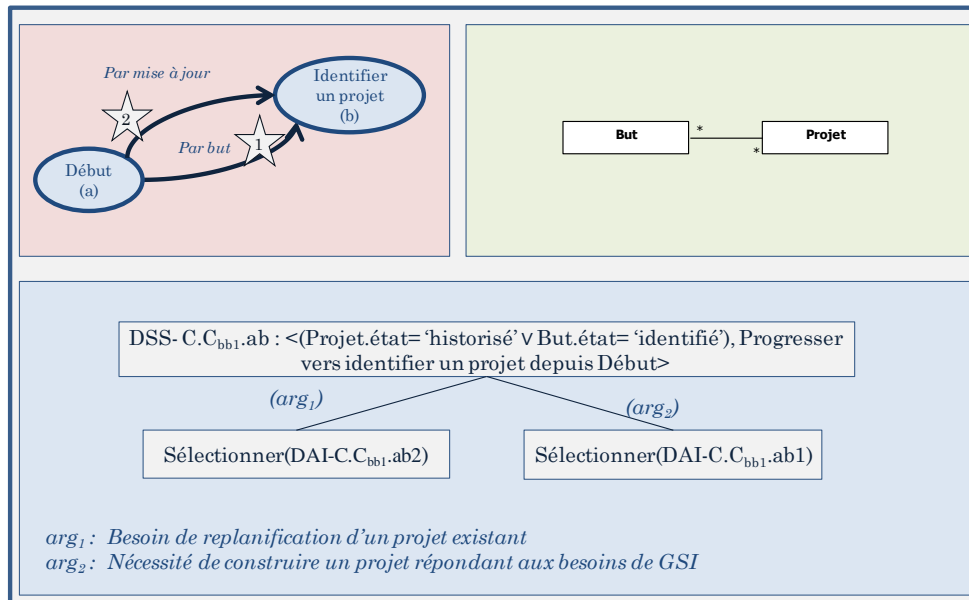 Par mise à jour
Identifier
un projet
(b)
2
Par but
1
Début
(a)
But
*
*
Projet
DSS- C.Cbb1.ab : <(Projet.état= ‘historisé’ ∨ But.état= ‘identifié’), Progresser
vers identifier un projet depuis Début>
(arg1)
(arg2)
Sélectionner(DAI-C.Cbb1.ab2)
Sélectionner(DAI-C.Cbb1.ab1)
arg1 : Besoin de replanification d’un projet existant
arg2 : Nécessité de construire un projet répondant aux besoins de GSI